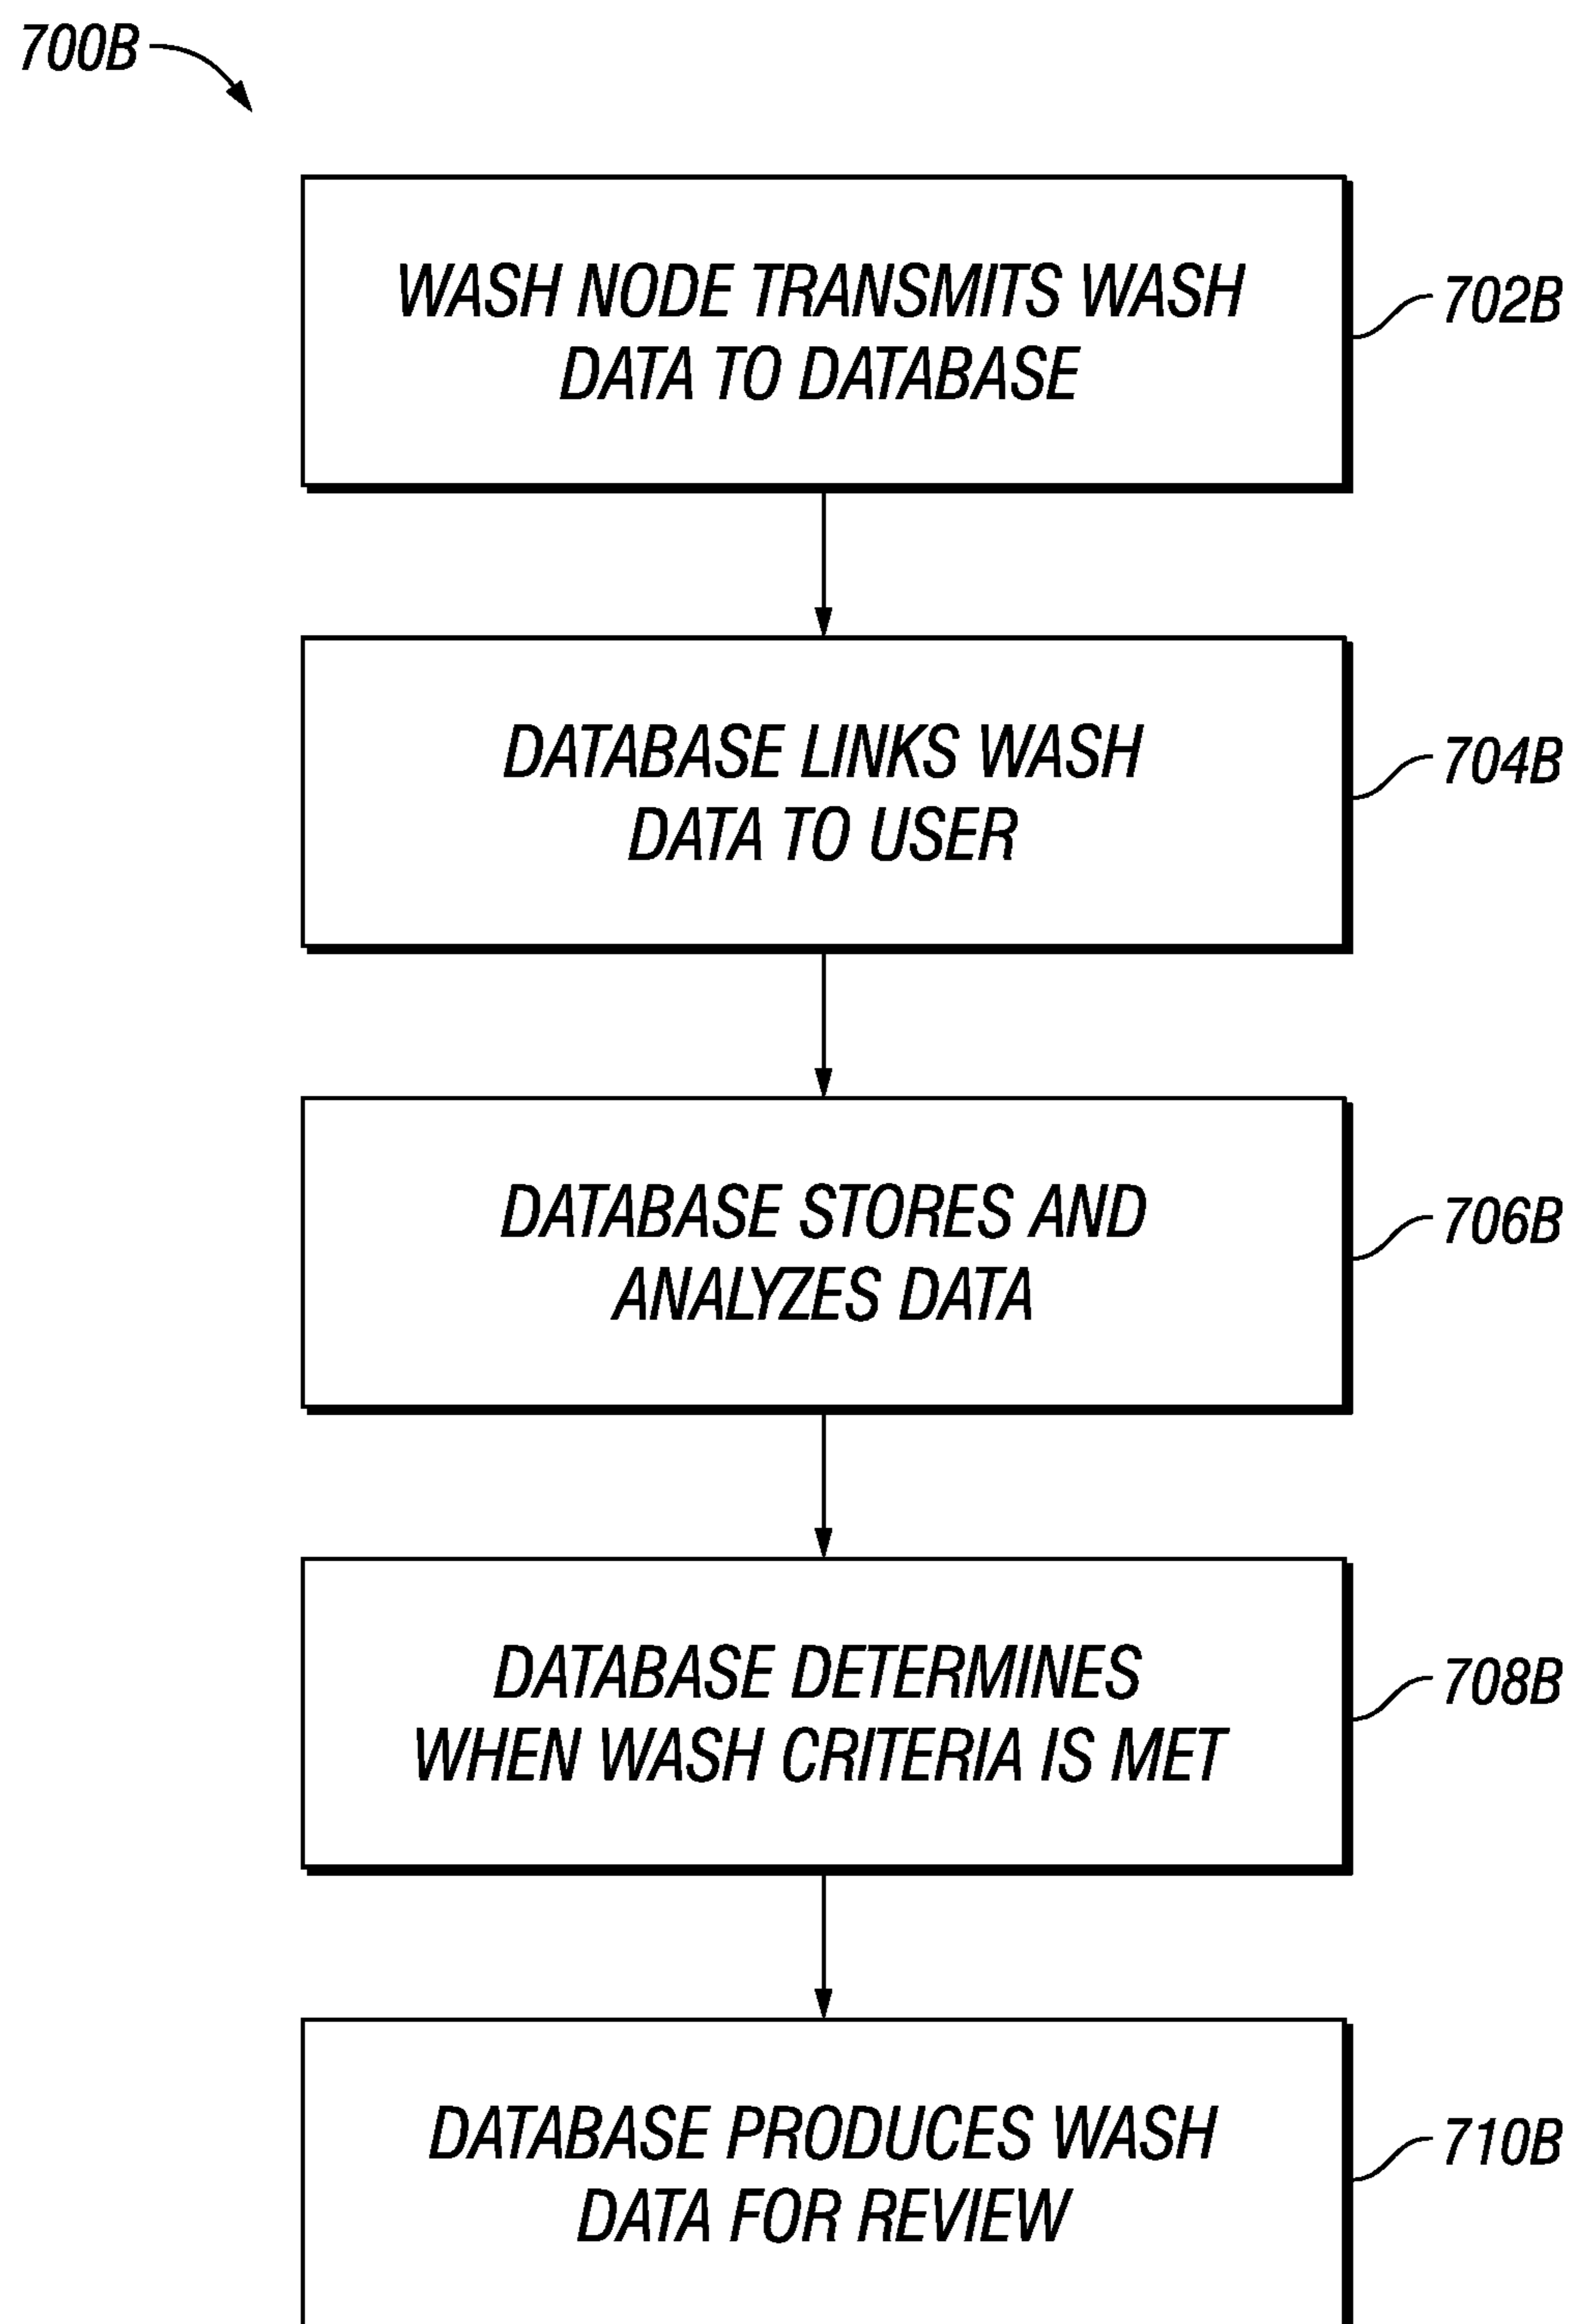 700B
WASH NODE TRANSMITS WASH
DATA TO DATABASE
702B
DATABASE LINKS WASH
DATA TO USER
704B
DATABASE STORES AND
ANALYZES DATA
706B
DATABASE DETERMINES
WHEN WASH CRITERIA IS MET
708B
DATABASE PRODUCES WASH
DATA FOR REVIEW
710B